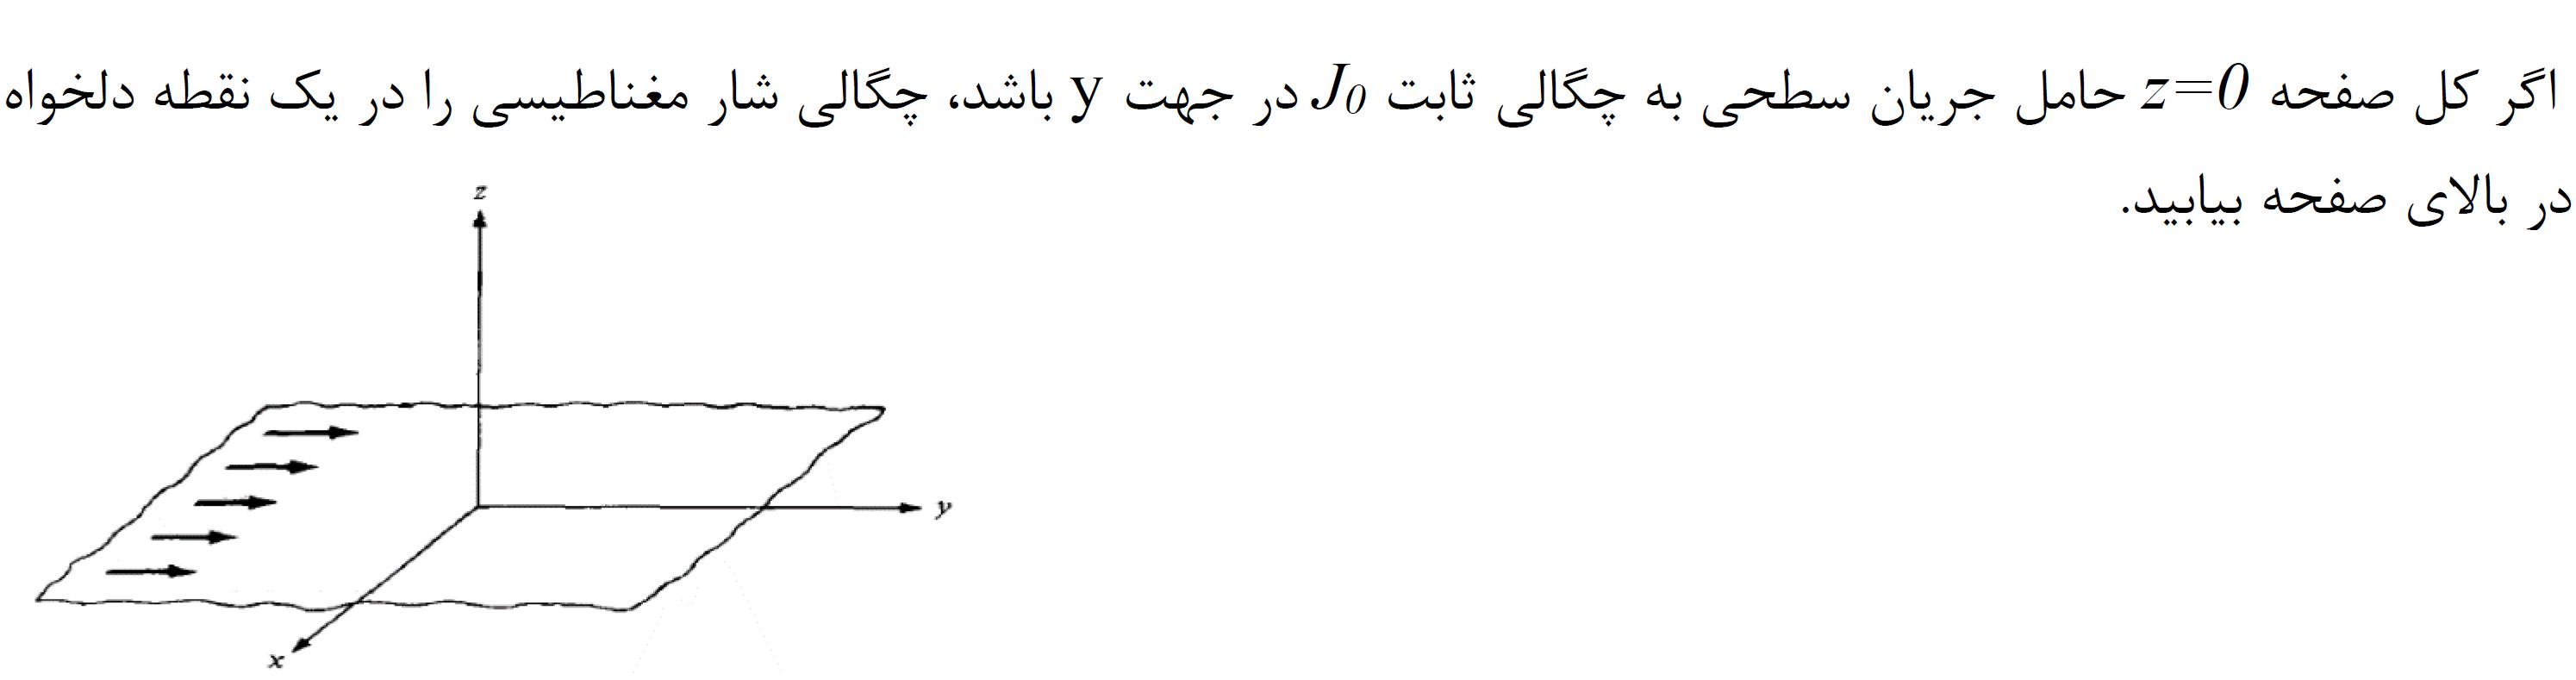 اگر کل صفحه z=0 حامل جریان سطحی به چگالی ثابت J0 در جهت y باشد، چگالی شار مغناطیسی را در یک نقطه دلخواه
در بالای صفحه بیابید.
z
y
x